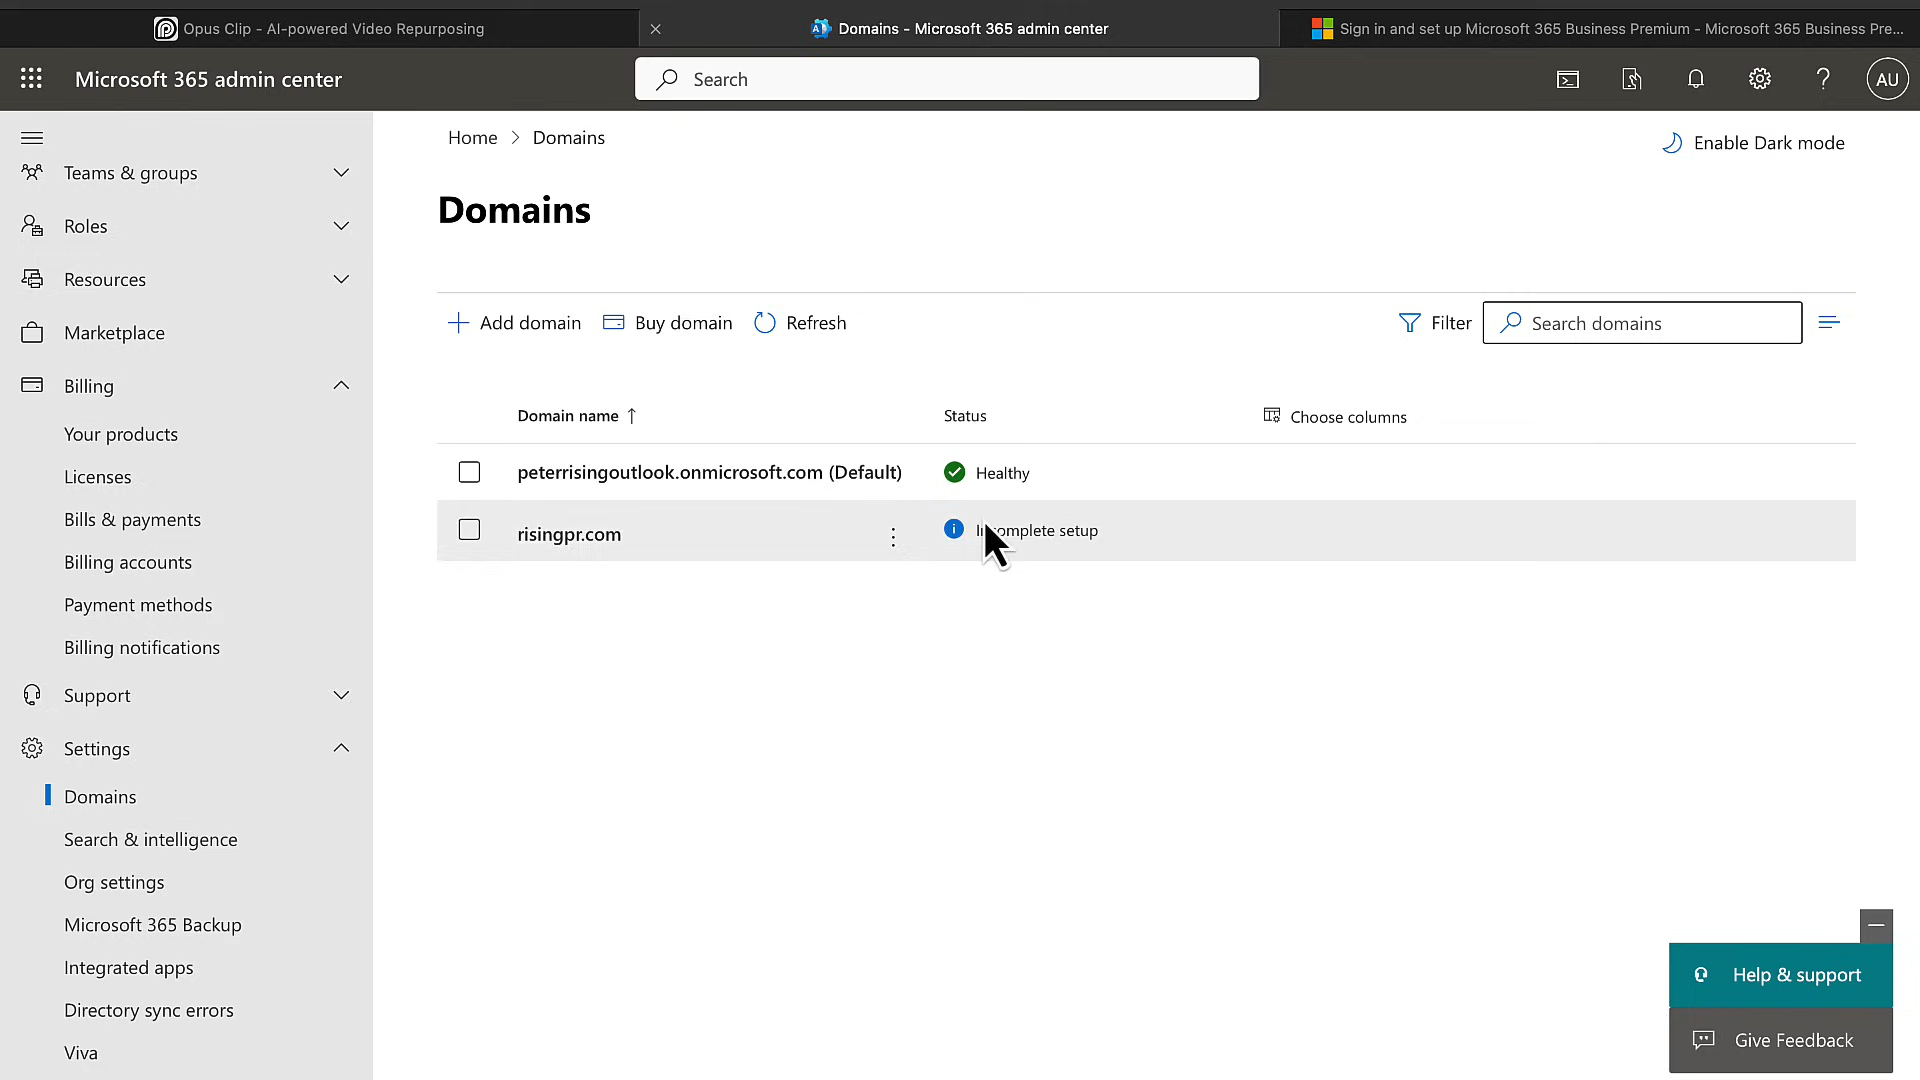 Opus Clip - AI-powered Video Repurposing
Domains - Microsoft 365 admin center
Sign in and set up Microsoft 365 Business Premium - Microsoft 365 Business Pre...
Microsoft 365 admin center
Search
AU
Home > Domains
Enable Dark mode
Teams & groups
Roles
Resources
Marketplace
Billing
Your products
Licenses
Bills & payments
Billing accounts
Payment methods
Billing notifications
Support
Settings
Domains
Search & intelligence
Org settings
Microsoft 365 Backup
Integrated apps
Directory sync errors
Viva
Domains
Add domain
Buy domain
Refresh
Filter
Search domains
Domain name ↑
Status
Choose columns
peterrisingoutlook.onmicrosoft.com (Default)
Healthy
risingpr.com
Incomplete setup
Help & support
Give Feedback